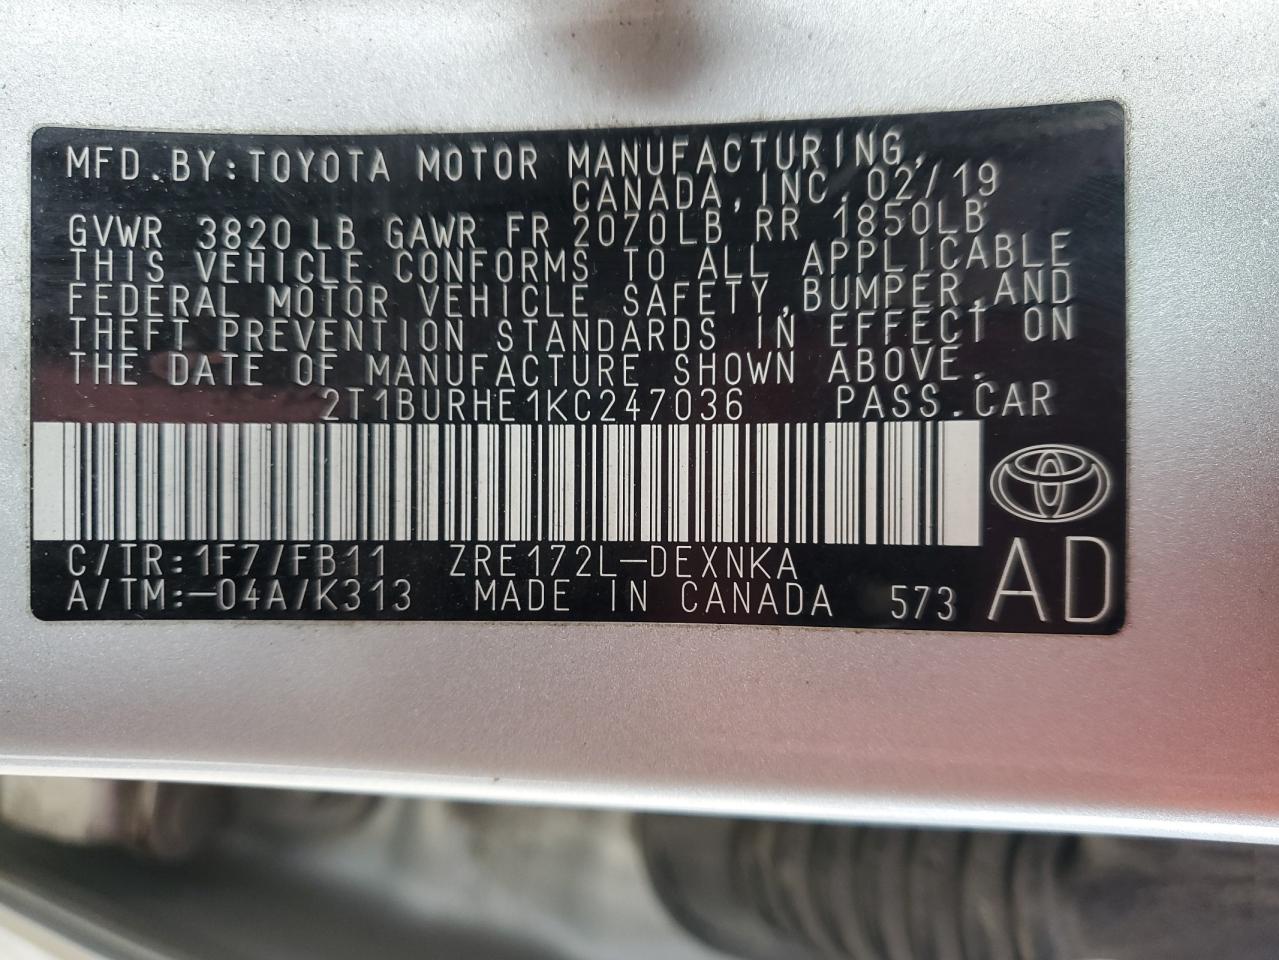 MFD.BY:TOYOTA MOTOR MANUFACTURING,
CANADA,INC.02/19
GVWR 3820LB GAWR FR 2070LB RR 1850LB
THIS VEHICLE CONFORMS TO ALL APPLICABLE
FEDERAL MOTOR VEHICLE SAFETY,BUMPER,AND
THEFT PREVENTION STANDARDS IN EFFECT ON
THE DATE OF MANUFACTURE SHOWN ABOVE.
2T1BURHE1KC247036 PASS.CAR
C/TR:1F7/FB11 ZRE172L-DEXNKA
A/TM:-04A/K313 MADE IN CANADA 573 AD